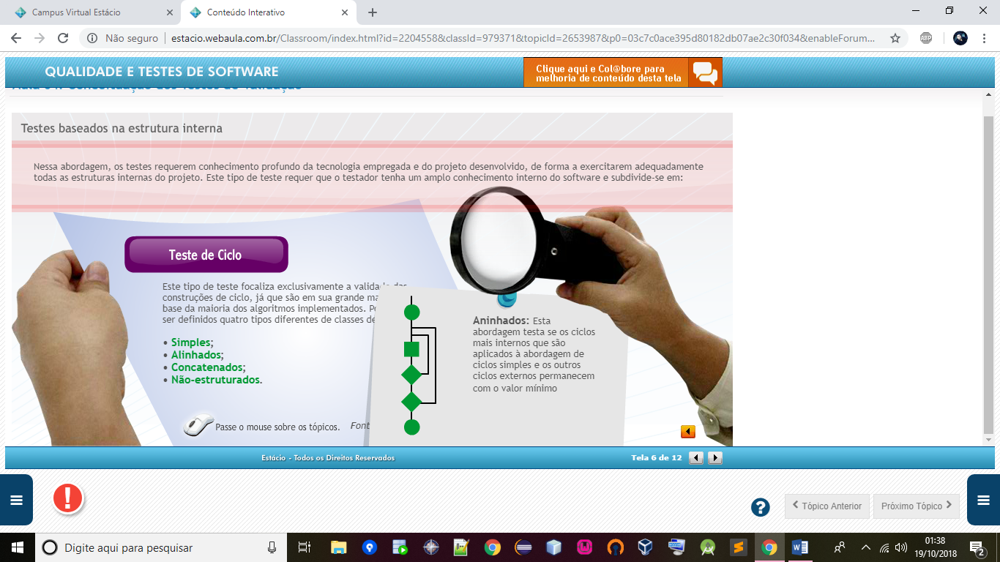 Campus Virtual Estácio
Conteúdo Interativo
Não seguro
estacio.webaula.com.br/Classroom/index.html?id=2204558&classId=979371&topicId=2653987&p0=03c7c0ace395d80182db07ae2c30f034&enableForum...
ABP
QUALIDADE E TESTES DE SOFTWARE
Clique aqui e Col@bore para
melhoria de conteúdo desta tela
Testes baseados na estrutura interna
Nessa abordagem, os testes requerem conhecimento profundo da tecnologia empregada e do projeto desenvolvido, de forma a exercitarem adequadamente
todas as estruturas internas do projeto. Este tipo de teste requer que o testador tenha um amplo conhecimento interno do software e subdivide-se em:
Teste de Ciclo
Este tipo de teste focaliza exclusivamente a validade das
construções de ciclo, já que são em sua grande ma
base da maioria dos algoritmos implementados. Po
ser definidos quatro tipos diferentes de classes de
• Simples;
• Alinhados;
• Concatenados;
• Não-estruturados.
Passe o mouse sobre os tópicos.
Font
Aninhados: Esta
abordagem testa se os ciclos
mais internos que são
aplicados à abordagem de
ciclos simples e os outros
ciclos externos permanecem
com o valor mínimo
Estácio - Todos os Direitos Reservados
Tela 6 de 12
Tópico Anterior
Próximo Tópico
Digite aqui para pesquisar
01:38
19/10/2018
2